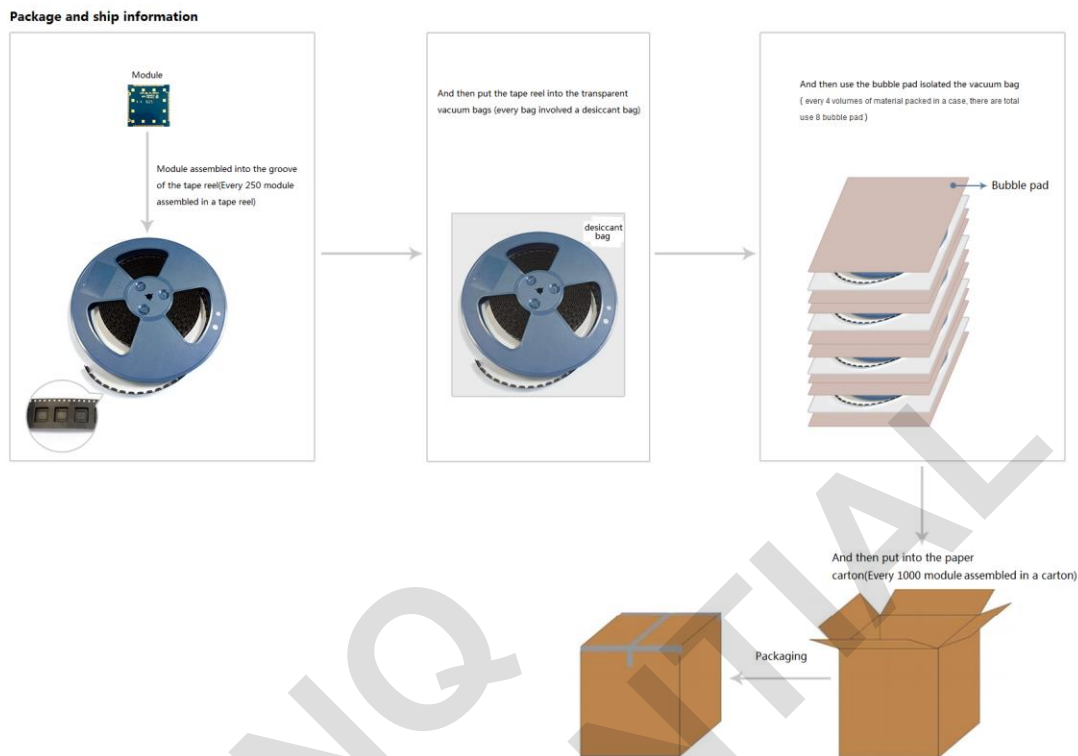 Package and ship information
Module
Module assembled into the groove
of the tape reel(Every 250 module
assembled in a tape reel)
And then put the tape reel into the transparent
vacuum bags (every bag involved a desiccant bag)
desiccant
bag
And then use the bubble pad isolated the vacuum bag
( every 4 volumes of material packed in a case, there are total
use 8 bubble pad )
Bubble pad
And then put into the paper
carton(Every 1000 module assembled in a carton)
Packaging
NQ
NTIAL